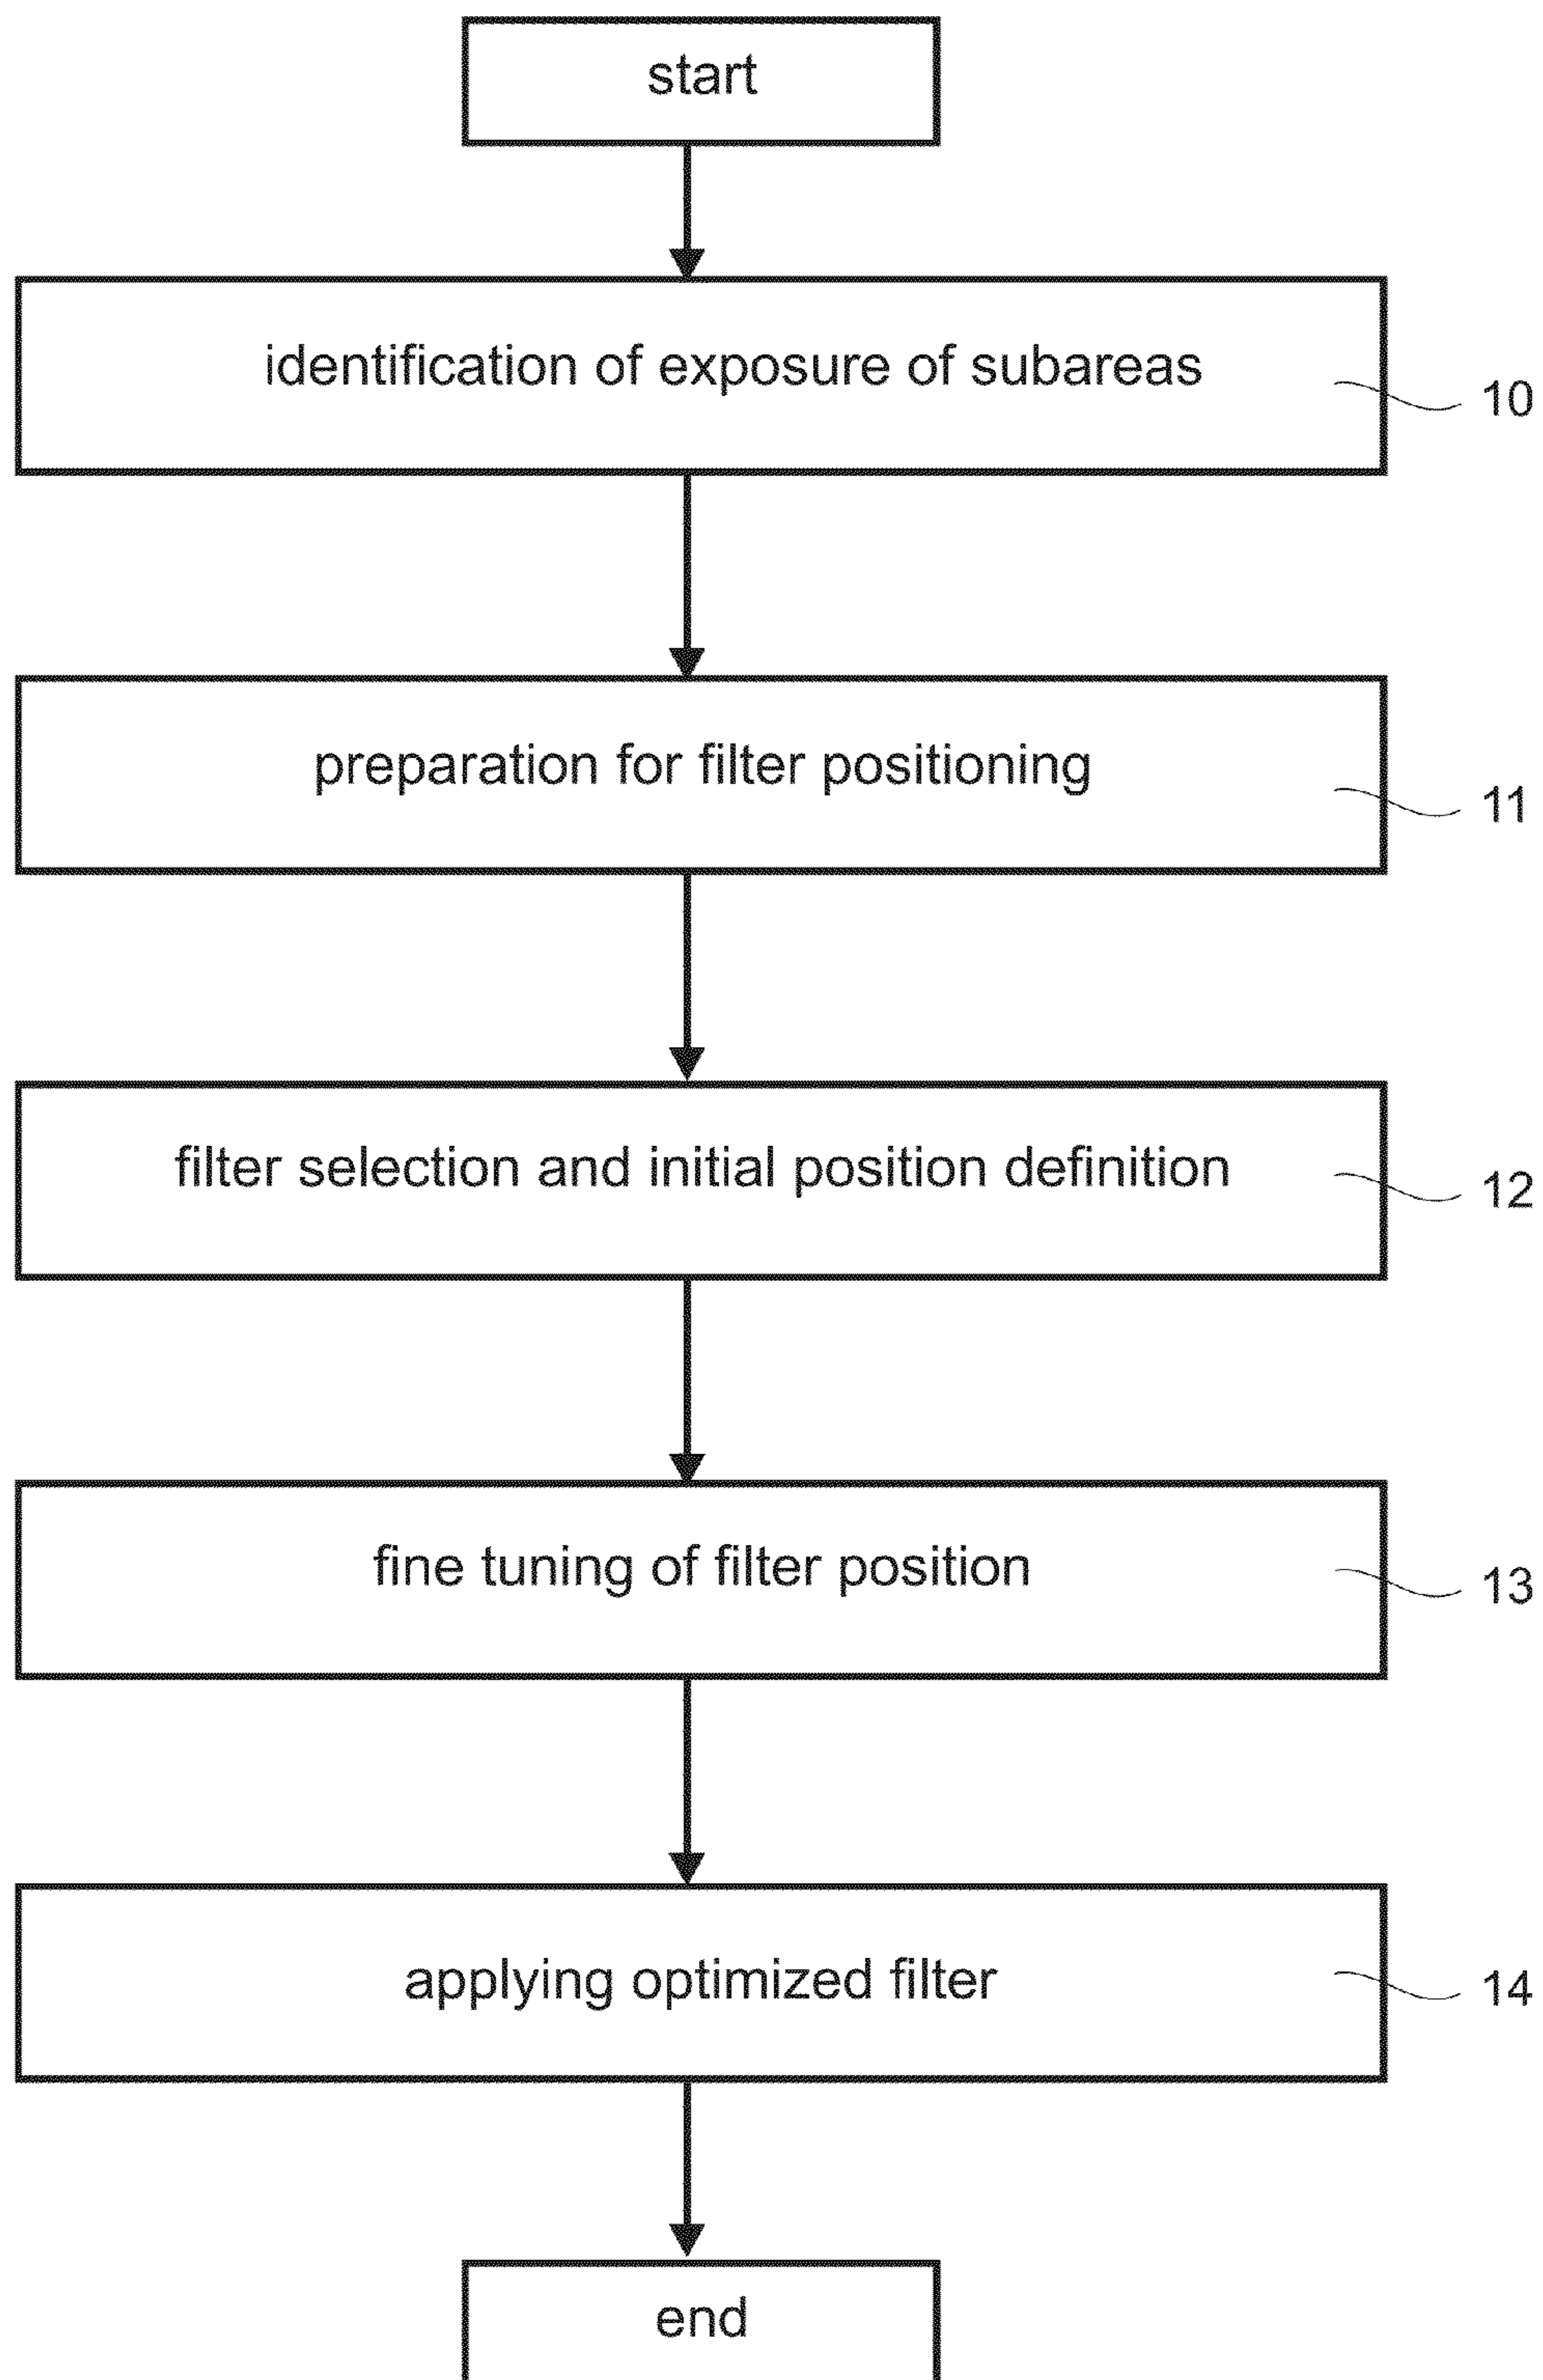 start
identification of exposure of subareas
10
preparation for filter positioning
11
filter selection and initial position definition
12
fine tuning of filter position
13
applying optimized filter
14
end